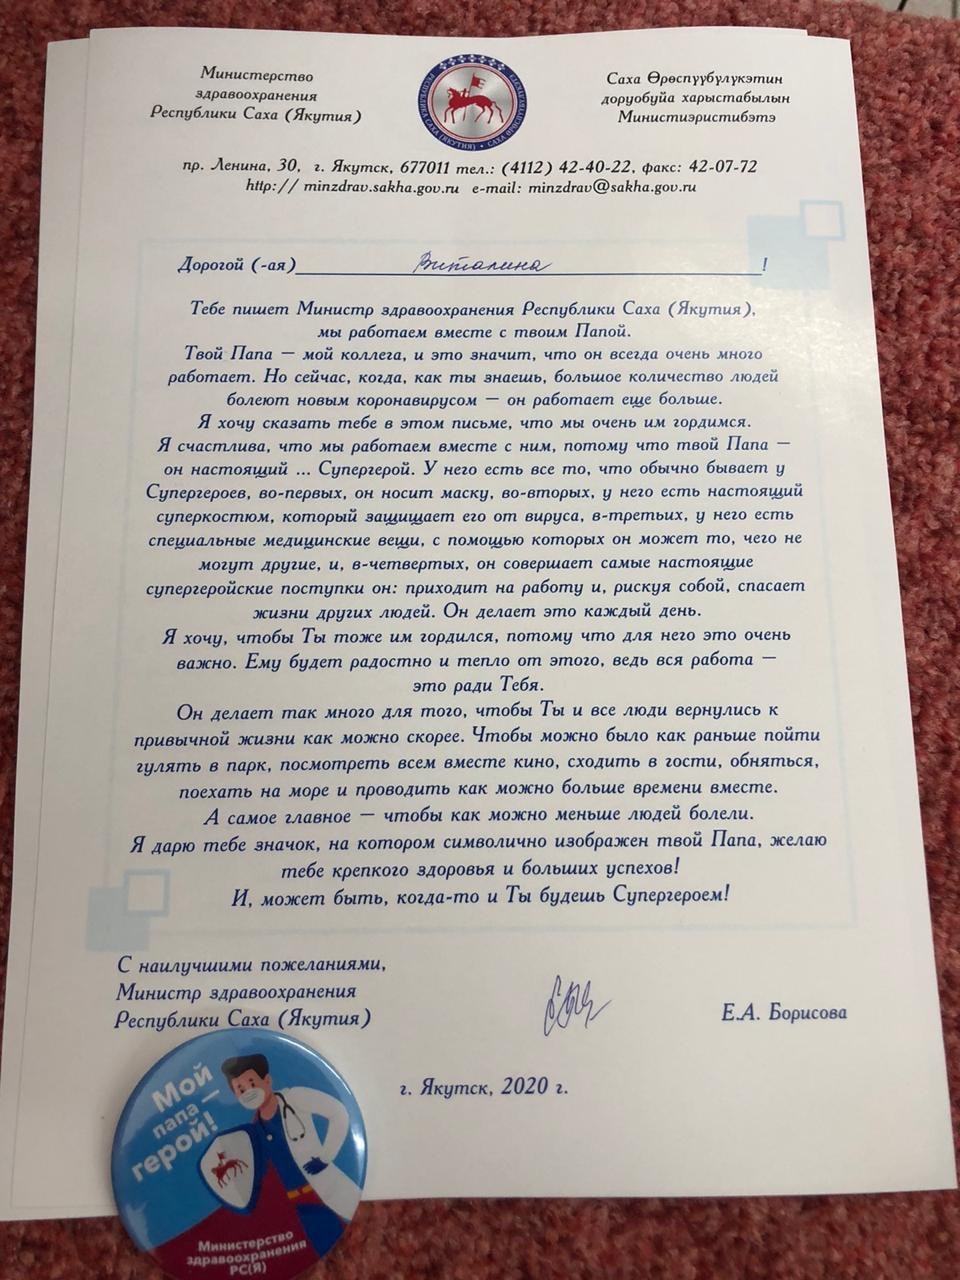 Министерство
здравоохранения
Республики Саха (Якутия)
РЕСПУБЛИКА САХА (ЯКУТИЯ) • САХА ӨРӨСПҮҮБҮЛҮКЭТЭ
Саха Өрөспүүбүлүкэтин
доруобуйа харыстабылын
Министиэристибэтэ
пр. Ленина, 30, г. Якутск, 677011 тел.: (4112) 42-40-22, факс: 42-07-72
http:// minzdrav.sakha.gov.ru e-mail: minzdrav@sakha.gov.ru
Дорогой (-ая) Виталина !
Тебе пишет Министр здравоохранения Республики Саха (Якутия),
мы работаем вместе с твоим Папой.
Твой Папа — мой коллега, и это значит, что он всегда очень много
работает. Но сейчас, когда, как ты знаешь, большое количество людей
болеют новым коронавирусом — он работает еще больше.
Я хочу сказать тебе в этом письме, что мы очень им гордимся.
Я счастлива, что мы работаем вместе с ним, потому что твой Папа —
он настоящий ... Супергерой. У него есть все то, что обычно бывает у
Супергероев, во-первых, он носит маску, во-вторых, у него есть настоящий
суперкостюм, который защищает его от вируса, в-третьих, у него есть
специальные медицинские вещи, с помощью которых он может то, чего не
могут другие, и, в-четвертых, он совершает самые настоящие
супергеройские поступки он: приходит на работу и, рискуя собой, спасает
жизни других людей. Он делает это каждый день.
Я хочу, чтобы Ты тоже им гордился, потому что для него это очень
важно. Ему будет радостно и тепло от этого, ведь вся работа —
это ради Тебя.
Он делает так много для того, чтобы Ты и все люди вернулись к
привычной жизни как можно скорее. Чтобы можно было как раньше пойти
гулять в парк, посмотреть всем вместе кино, сходить в гости, обняться,
поехать на море и проводить как можно больше времени вместе.
А самое главное — чтобы как можно меньше людей болели.
Я дарю тебе значок, на котором символично изображен твой Папа, желаю
тебе крепкого здоровья и больших успехов!
И, может быть, когда-то и Ты будешь Супергероем!
С наилучшими пожеланиями,
Министр здравоохранения
Республики Саха (Якутия)
Е.А. Борисова
г. Якутск, 2020 г.
Мой
папа —
герой!
Министерство
здравоохранения
РС(Я)